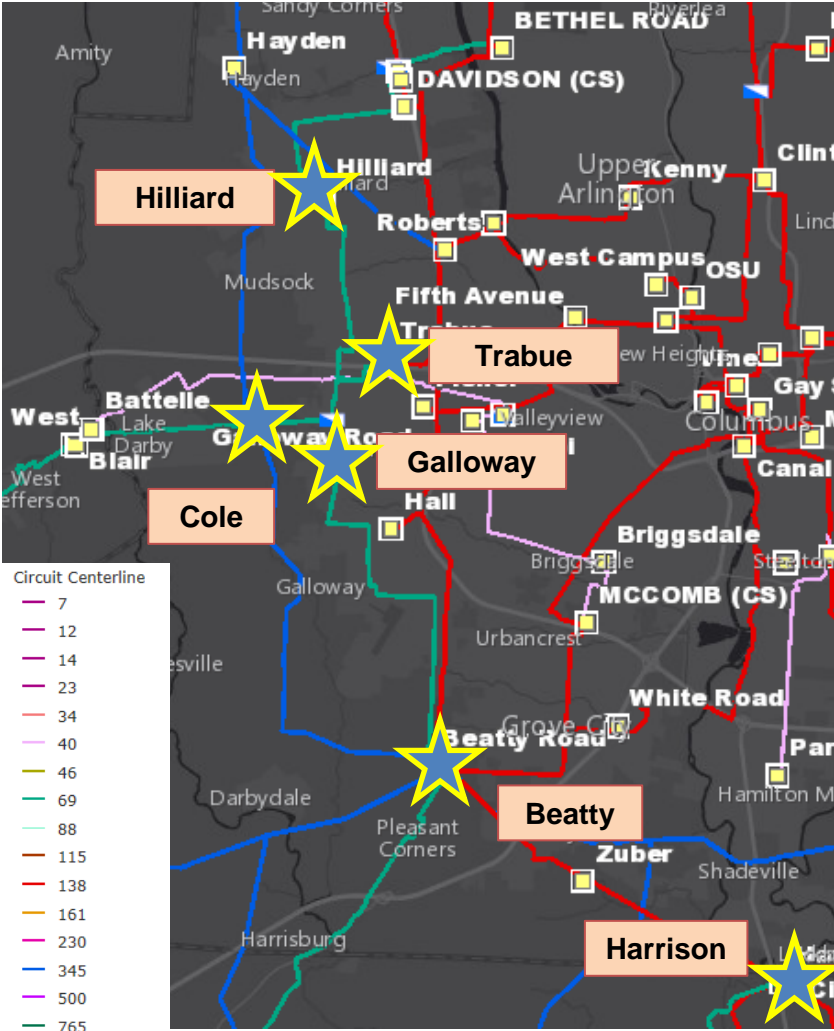 Sandy Corners
Riverlea
BETHEL ROAD
Amity
Hayden
Hayden
DAVIDSON (CS)
Hilliard
Hilliard
Upper
Arlington
Kenny
Clint
Roberts
Lind
West Campus
OSU
Mudsock
Fifth Avenue
Trabue
Trabue
ew Heights
Vine
Battelle
West
Lake
Darby
Blair
Galloway Road
Valleyview
Gay S
Columbus
M
Canal
West
efferson
Galloway
Cole
Hall
Briggsdale
Briggsdale
MCCOMB (CS)
Galloway
Urbancrest
esville
White Road
Grove City
Beatty Road
Par
Hamilton M
Darbydale
Beatty
Pleasant
Corners
Zuber
Shadeville
Harrisburg
Harrison
Circuit Centerline
7
12
14
23
34
40
46
69
88
115
138
161
230
345
500
765